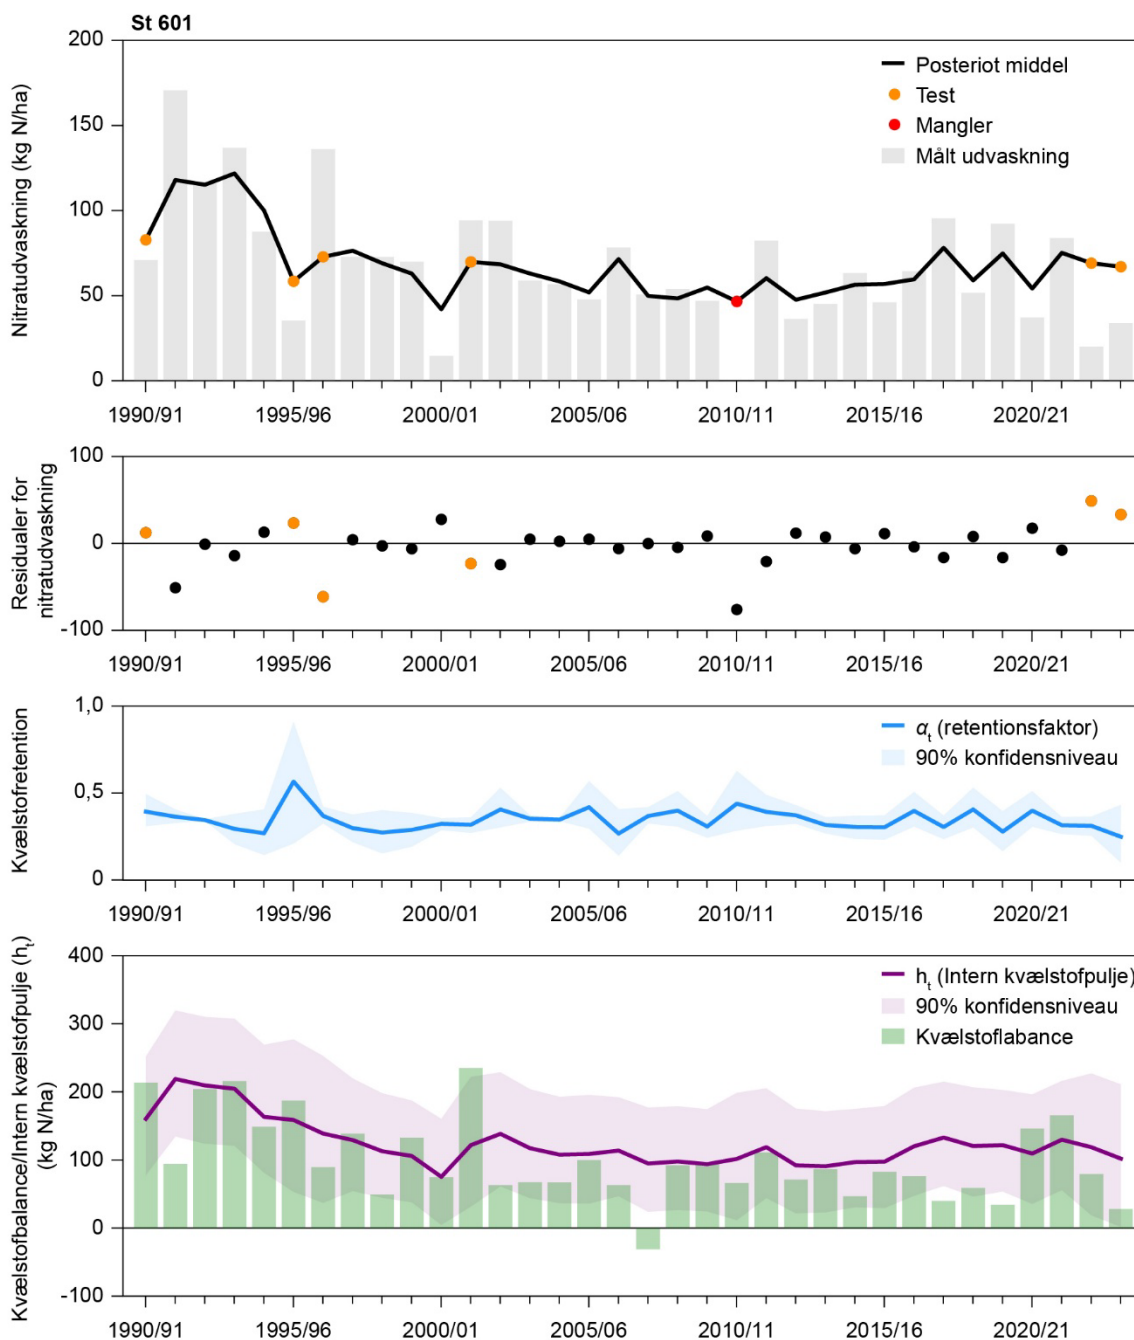 St 601
Nitratudvaskning (kg N/ha)
200
150
100
50
0
Posteriot middel
Test
Mangler
Målt udvaskning
1990/91 1995/96 2000/01 2005/06 2010/11 2015/16 2020/21
Residualer for
nitratudvaskning
100
0
-100
1990/91 1995/96 2000/01 2005/06 2010/11 2015/16 2020/21
Kvælstofretention
1,0
0,5
0
αt (retentionsfaktor)
90% konfidensniveau
1990/91 1995/96 2000/01 2005/06 2010/11 2015/16 2020/21
Kvælstofbalance/Intern kvælstofpulje (ht)
(kg N/ha)
400
300
200
100
0
-100
ht (Intern kvælstofpulje)
90% konfidensniveau
Kvælstoflabance
1990/91 1995/96 2000/01 2005/06 2010/11 2015/16 2020/21